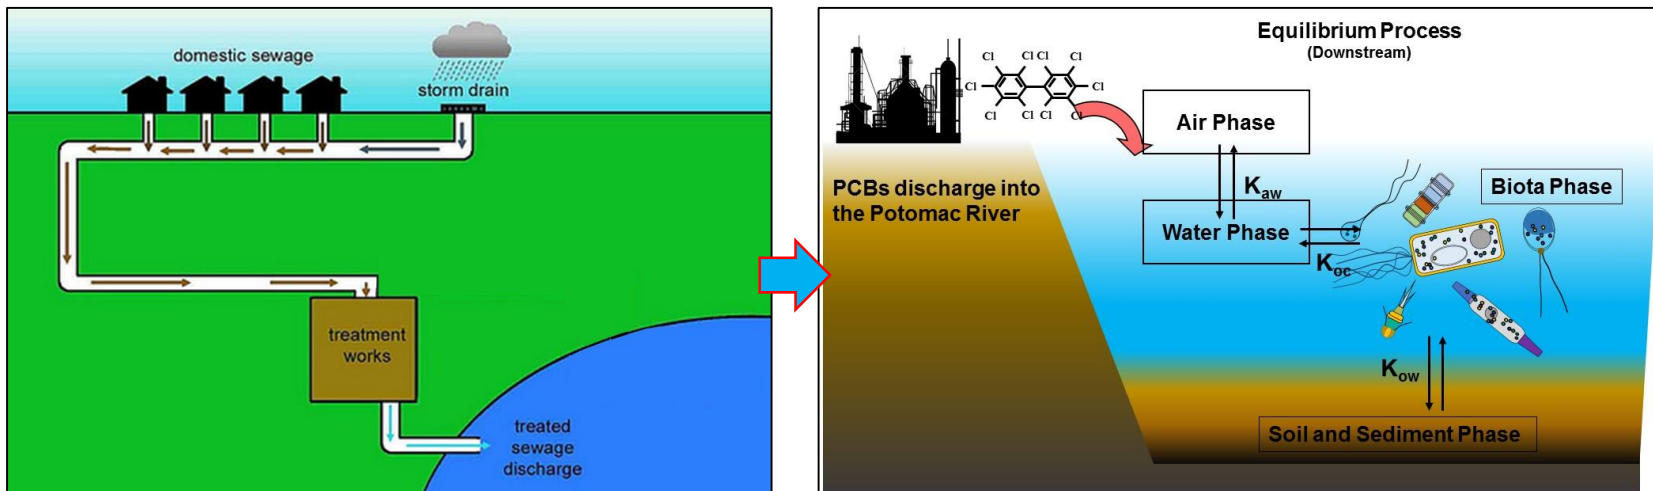 domestic sewage
storm drain
treatment
works
treated
sewage
discharge
Equilibrium Process
(Downstream)
Cl Cl Cl Cl
Cl Cl
Cl Cl Cl Cl
Air Phase
PCBs discharge into
the Potomac River
Kaw
Biota Phase
Water Phase
Koc
Kow
Soil and Sediment Phase